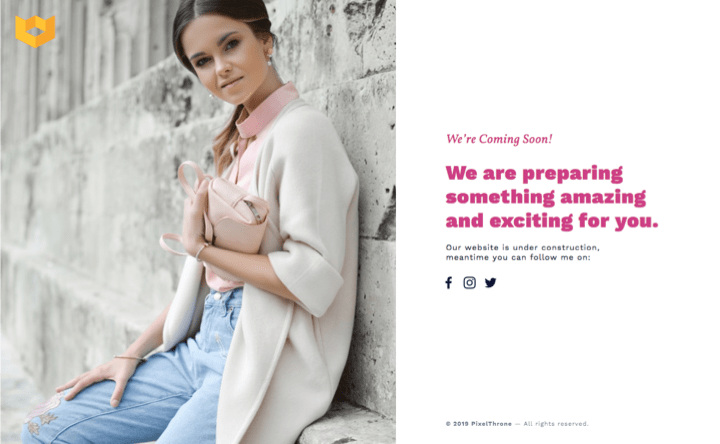 We're Coming Soon!
We are preparing
something amazing
and exciting for you.
Our website is under construction,
meantime you can follow me on:
© 2019 PixelThrone — All rights reserved.